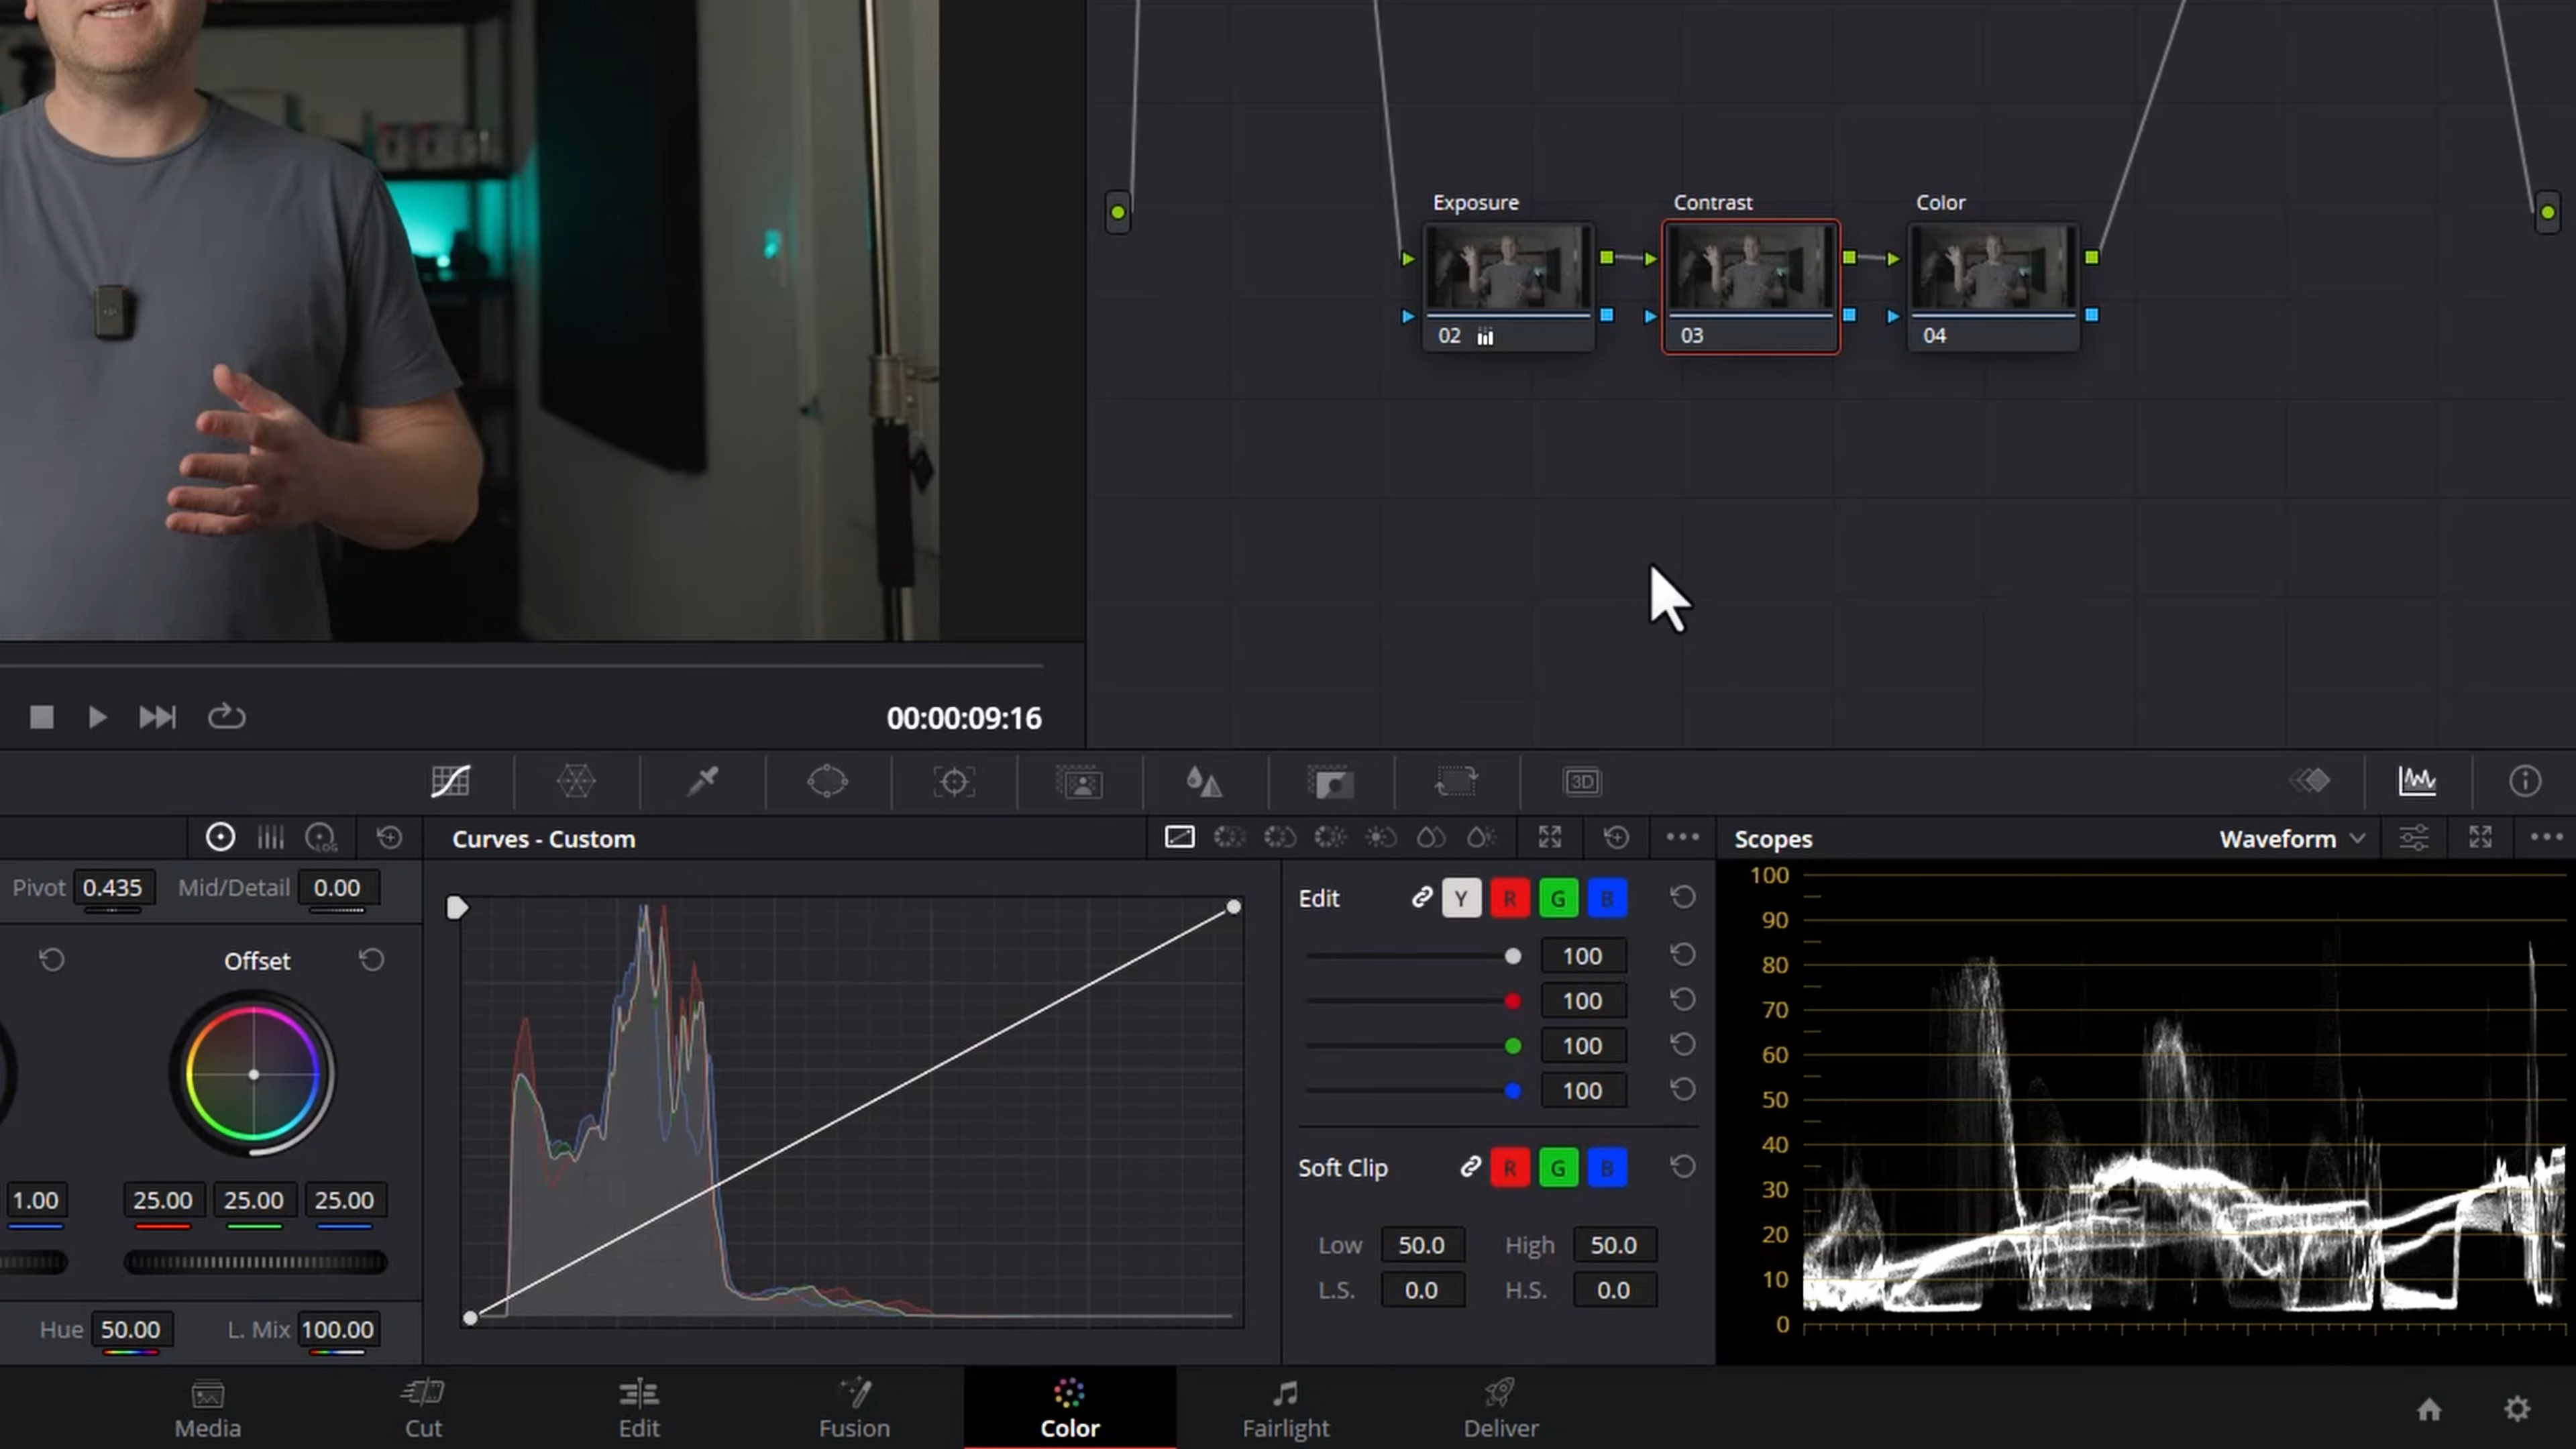 Exposure
Contrast
Color
02
03
04
00:00:09:16
3D
LOG
Curves - Custom
Scopes
Waveform
Pivot 0.435 Mid/Detail 0.00
Offset
1.00 25.00 25.00 25.00
Hue 50.00 L. Mix 100.00
Edit Y R G B
100
100
100
100
Soft Clip R G B
Low 50.0 High 50.0
L.S. 0.0 H.S. 0.0
100
90
80
70
60
50
40
30
20
10
0
Media
Cut
Edit
Fusion
Color
Fairlight
Deliver